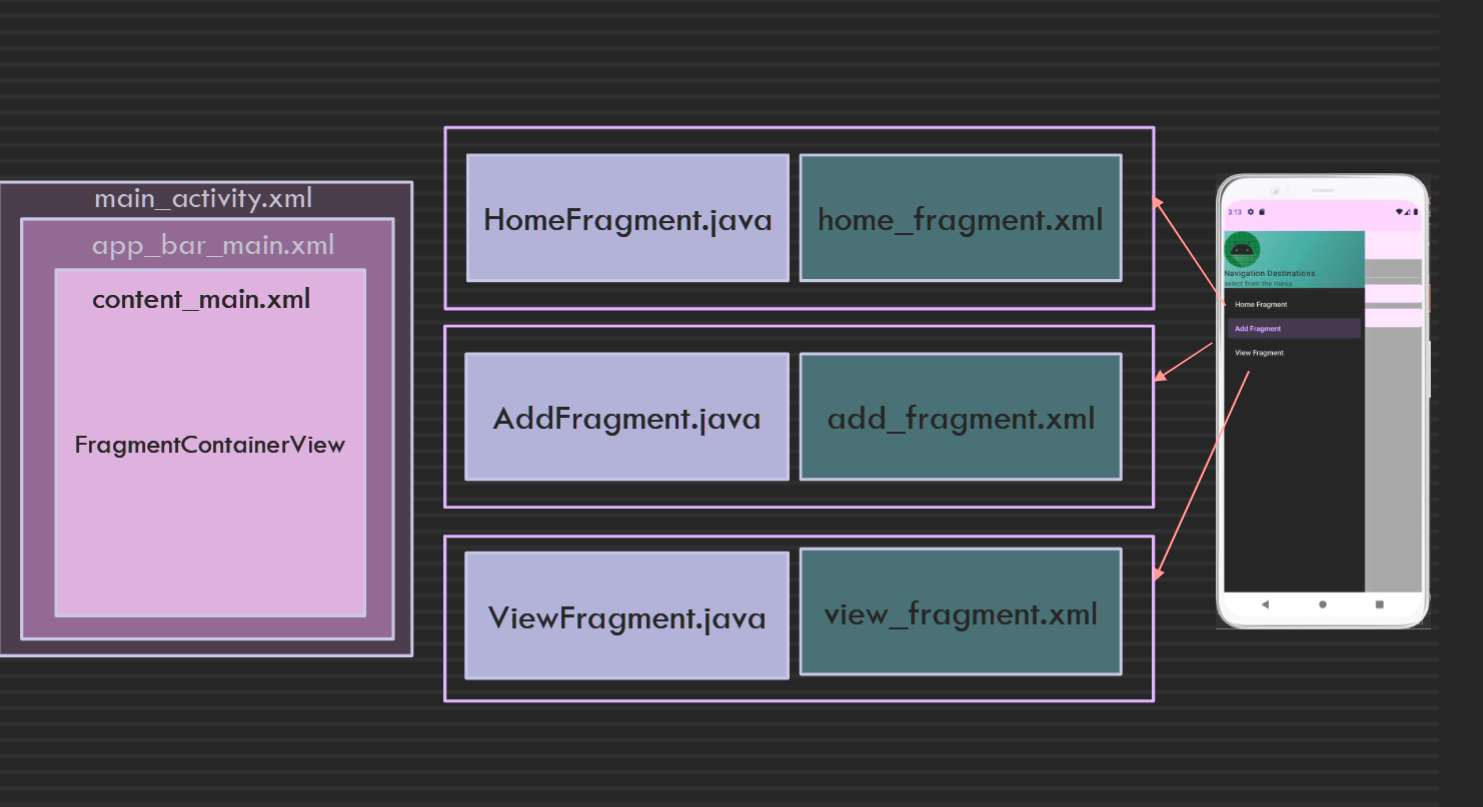 main_activity.xml
app_bar_main.xml
content_main.xml
FragmentContainerView
HomeFragment.java
home_fragment.xml
AddFragment.java
add_fragment.xml
ViewFragment.java
view_fragment.xml
3:13
Navigation Destinations
select from the menu
Home Fragment
Add Fragment
View Fragment